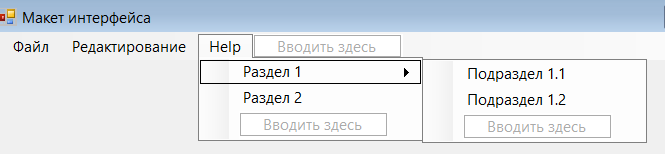 Макет интерфейса
Файл Редактирование Help Вводить здесь
Раздел 1 Подраздел 1.1
Раздел 2 Подраздел 1.2
Вводить здесь Вводить здесь